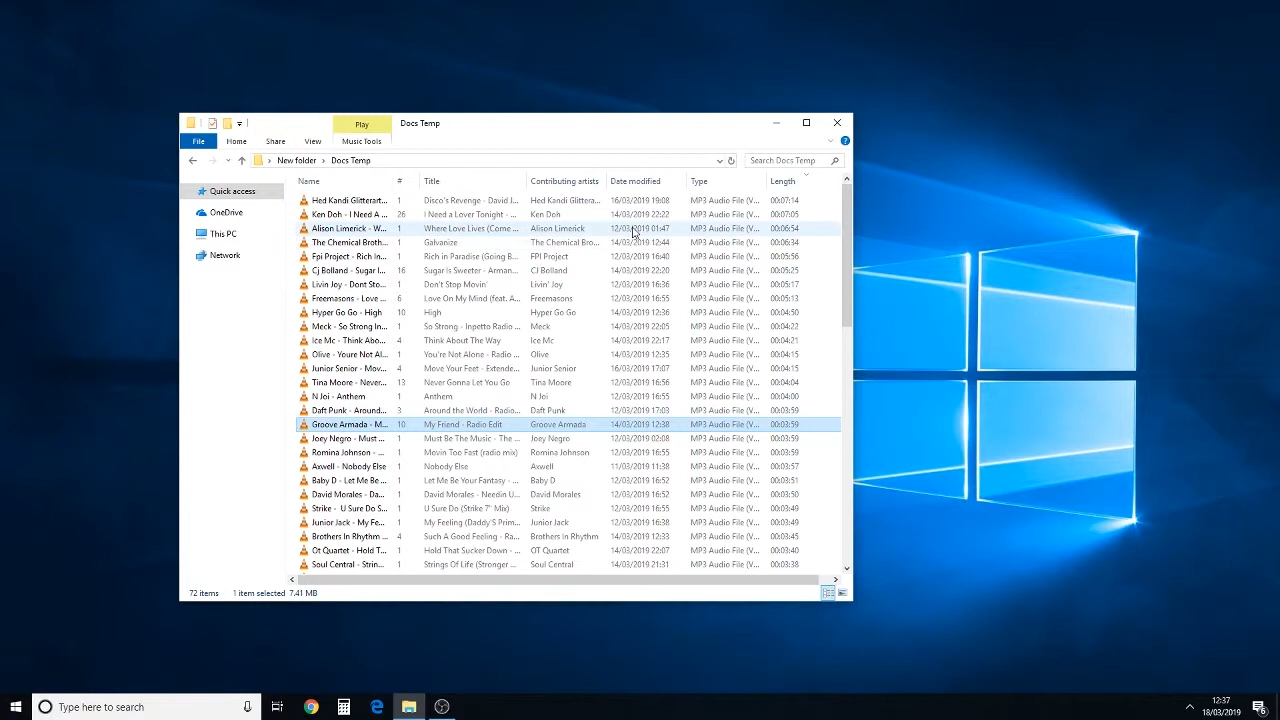 Play
Docs Temp
File
Home
Share
View
Music Tools
New folder
Docs Temp
Search Docs Temp
Quick access
OneDrive
This PC
Network
Name # Title Contributing artists Date modified Type Length
Hed Kandi Glitterart... 1 Disco's Revenge - David J... Hed Kandi Glittera... 16/03/2019 19:08 MP3 Audio File (V... 00:07:14
Ken Doh - I Need A ... 26 I Need a Lover Tonight - ... Ken Doh 14/03/2019 22:22 MP3 Audio File (V... 00:07:05
Alison Limerick - W... 1 Where Love Lives (Come ... Alison Limerick 12/03/2019 01:47 MP3 Audio File (V... 00:06:54
The Chemical Broth... 1 Galvanize The Chemical Bro... 14/03/2019 12:44 MP3 Audio File (V... 00:06:34
Fpi Project - Rich In... 1 Rich in Paradise (Going B... FPI Project 12/03/2019 16:40 MP3 Audio File (V... 00:05:56
Cj Bolland - Sugar I... 16 Sugar Is Sweeter - Arman... CJ Bolland 14/03/2019 22:20 MP3 Audio File (V... 00:05:25
Livin Joy - Dont Sto... 1 Don't Stop Movin' Livin' Joy 12/03/2019 16:36 MP3 Audio File (V... 00:05:17
Freemasons - Love ... 6 Love On My Mind (feat. A... Freemasons 12/03/2019 16:55 MP3 Audio File (V... 00:05:13
Hyper Go Go - High 10 High Hyper Go Go 14/03/2019 12:36 MP3 Audio File (V... 00:04:50
Meck - So Strong In... 1 So Strong - Inpetto Radio ... Meck 14/03/2019 22:05 MP3 Audio File (V... 00:04:22
Ice Mc - Think Abo... 4 Think About The Way Ice Mc 14/03/2019 22:17 MP3 Audio File (V... 00:04:21
Olive - Youre Not Al... 1 You're Not Alone - Radio ... Olive 14/03/2019 12:35 MP3 Audio File (V... 00:04:15
Junior Senior - Mov... 4 Move Your Feet - Extende... Junior Senior 16/03/2019 17:07 MP3 Audio File (V... 00:04:15
Tina Moore - Never... 13 Never Gonna Let You Go Tina Moore 12/03/2019 16:56 MP3 Audio File (V... 00:04:04
N Joi - Anthem 1 Anthem N Joi 12/03/2019 16:55 MP3 Audio File (V... 00:04:00
Daft Punk - Around... 3 Around the World - Radio... Daft Punk 12/03/2019 17:03 MP3 Audio File (V... 00:03:59
Groove Armada - M... 10 My Friend - Radio Edit Groove Armada 14/03/2019 12:38 MP3 Audio File (V... 00:03:59
Joey Negro - Must ... 1 Must Be The Music - The ... Joey Negro 12/03/2019 02:08 MP3 Audio File (V... 00:03:59
Romina Johnson - ... 1 Movin Too Fast (radio mix) Romina Johnson 12/03/2019 16:55 MP3 Audio File (V... 00:03:59
Axwell - Nobody Else 1 Nobody Else Axwell 11/03/2019 11:38 MP3 Audio File (V... 00:03:57
Baby D - Let Me Be ... 1 Let Me Be Your Fantasy - ... Baby D 12/03/2019 16:52 MP3 Audio File (V... 00:03:51
David Morales - Da... 1 David Morales - Needin U... David Morales 12/03/2019 16:52 MP3 Audio File (V... 00:03:50
Strike - U Sure Do S... 1 U Sure Do (Strike 7" Mix) Strike 12/03/2019 16:55 MP3 Audio File (V... 00:03:49
Junior Jack - My Fe... 1 My Feeling (Daddy'S Prim... Junior Jack 12/03/2019 16:38 MP3 Audio File (V... 00:03:49
Brothers In Rhythm ... 4 Such A Good Feeling - Ra... Brothers In Rhythm 14/03/2019 12:33 MP3 Audio File (V... 00:03:45
Ot Quartet - Hold T... 1 Hold That Sucker Down - ... OT Quartet 14/03/2019 22:07 MP3 Audio File (V... 00:03:40
Soul Central - Strin... 1 Strings Of Life (Stronger ... Soul Central 14/03/2019 21:31 MP3 Audio File (V... 00:03:38
72 items 1 item selected 7.41 MB
Type here to search
12:37
18/03/2019
6